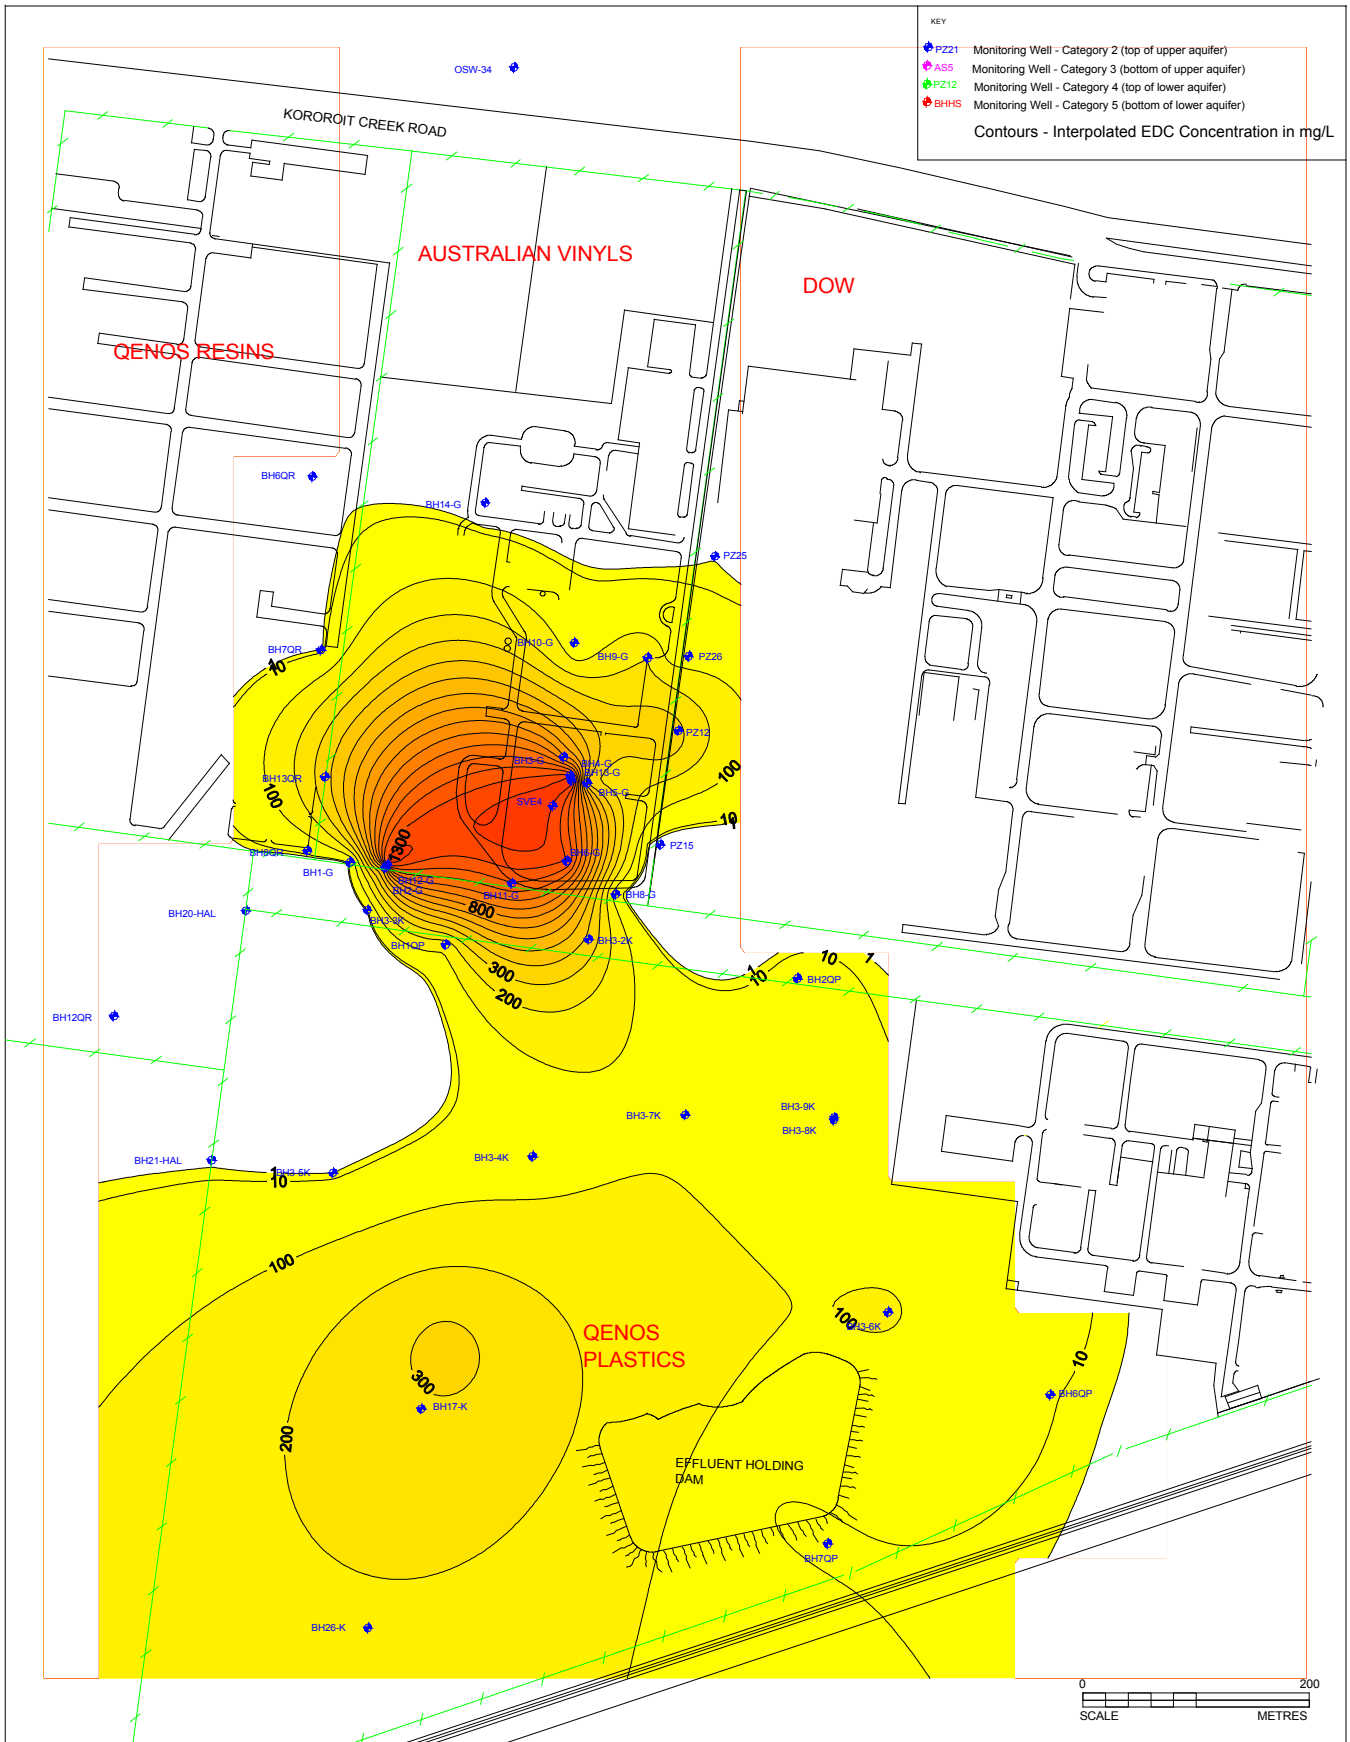 KEY
PZ21 Monitoring Well - Category 2 (top of upper aquifer)
AS5 Monitoring Well - Category 3 (bottom of upper aquifer)
PZ12 Monitoring Well - Category 4 (top of lower aquifer)
BHHS Monitoring Well - Category 5 (bottom of lower aquifer)
Contours - Interpolated EDC Concentration in mg/L
OSW-34
KOROROIT CREEK ROAD
AUSTRALIAN VINYLS
DOW
QENOS RESINS
BH6QR
BH14-G
PZ25
BH10-G
BH7QR
BH9-G
PZ26
10
PZ12
BH3-G
BH4-G
BH13-G
BH13QR
BH5-G
100
100
SVE4
10
1300
PZ15
BH8QR
BH1-G
BH6-G
BH12-G
BH2-G
BH11-G
BH8-G
800
BH20-HAL
BH3-3K
BH1QP
BH3-2K
300
200
1
10
10
1
BH2QP
BH12QR
BH3-7K
BH3-9K
BH3-8K
BH3-4K
BH21-HAL
1
10
BH3-5K
100
100
BH3-6K
QENOS
PLASTICS
10
300
BH17-K
BH6QP
200
EFFLUENT HOLDING
DAM
BH7QP
BH26-K
0 200
SCALE METRES